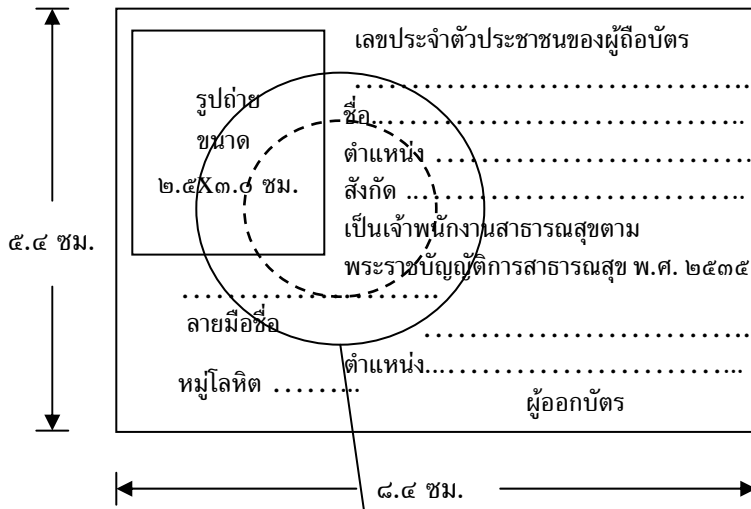 เลขประจำตัวประชาชนของผู้ถือบัตร
....................................................
รูปถ่าย
ขนาด
๒.๕X๓.๐ ซม.
ชื่อ....................................................
ตำแหน่ง ..........................................
สังกัด ..............................................
เป็นเจ้าพนักงานสาธารณสุขตาม
พระราชบัญญัติการสาธารณสุข พ.ศ. ๒๕๓๕
๕.๔ ซม.
....................................
ลายมือชื่อ
หมู่โลหิต .........
..............................................
ตำแหน่ง..........................................
ผู้ออกบัตร
๘.๔ ซม.